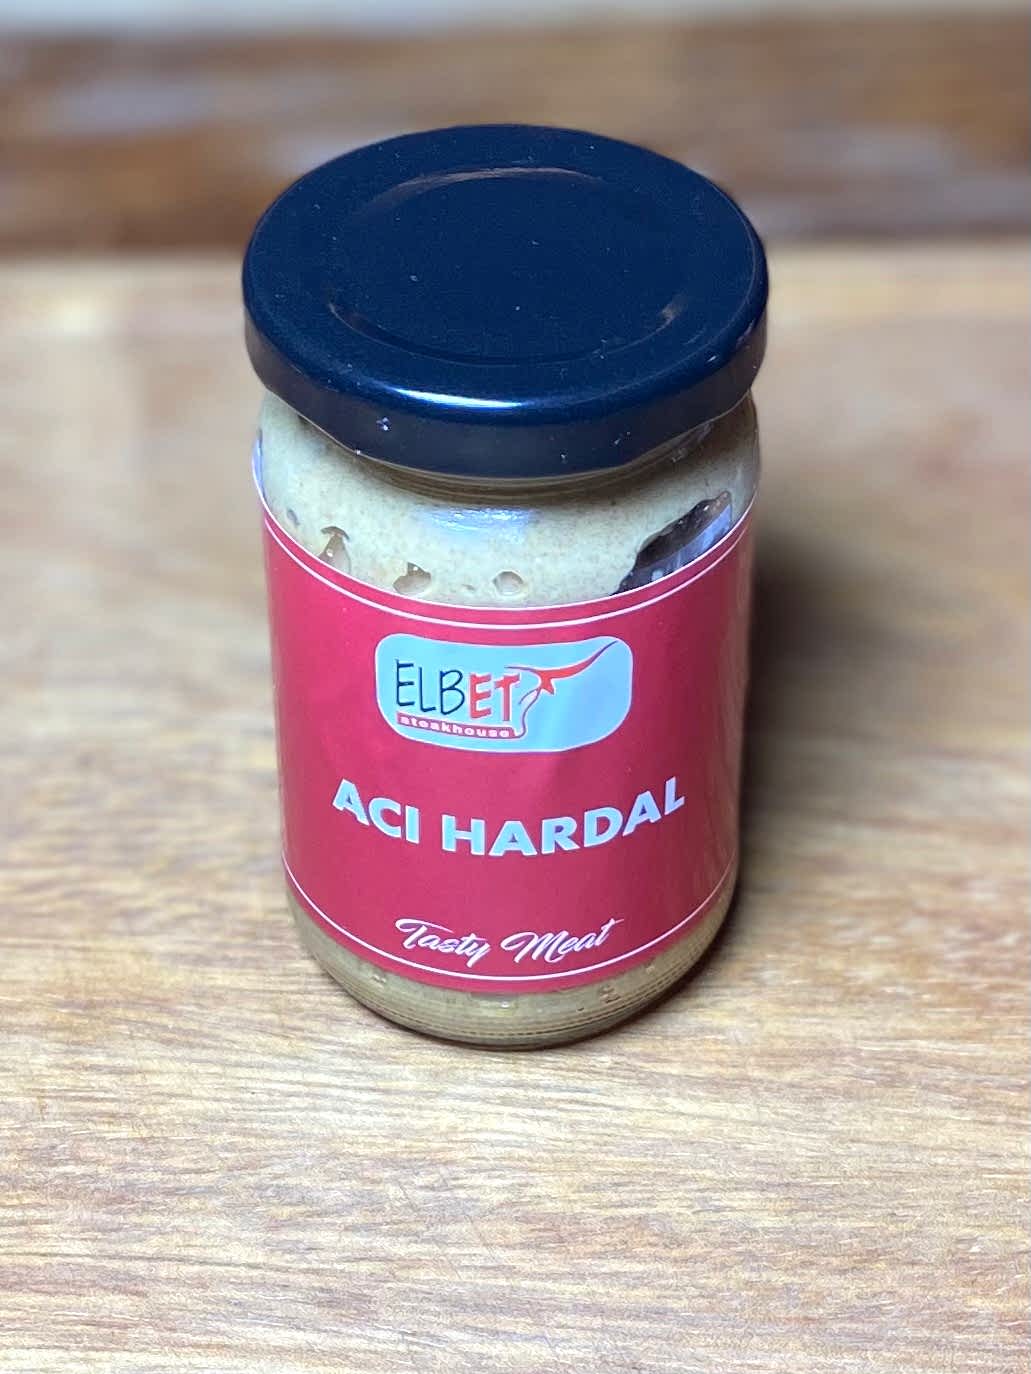 ELBET
steakhouse
ACI HARDAL
Tasty Meat